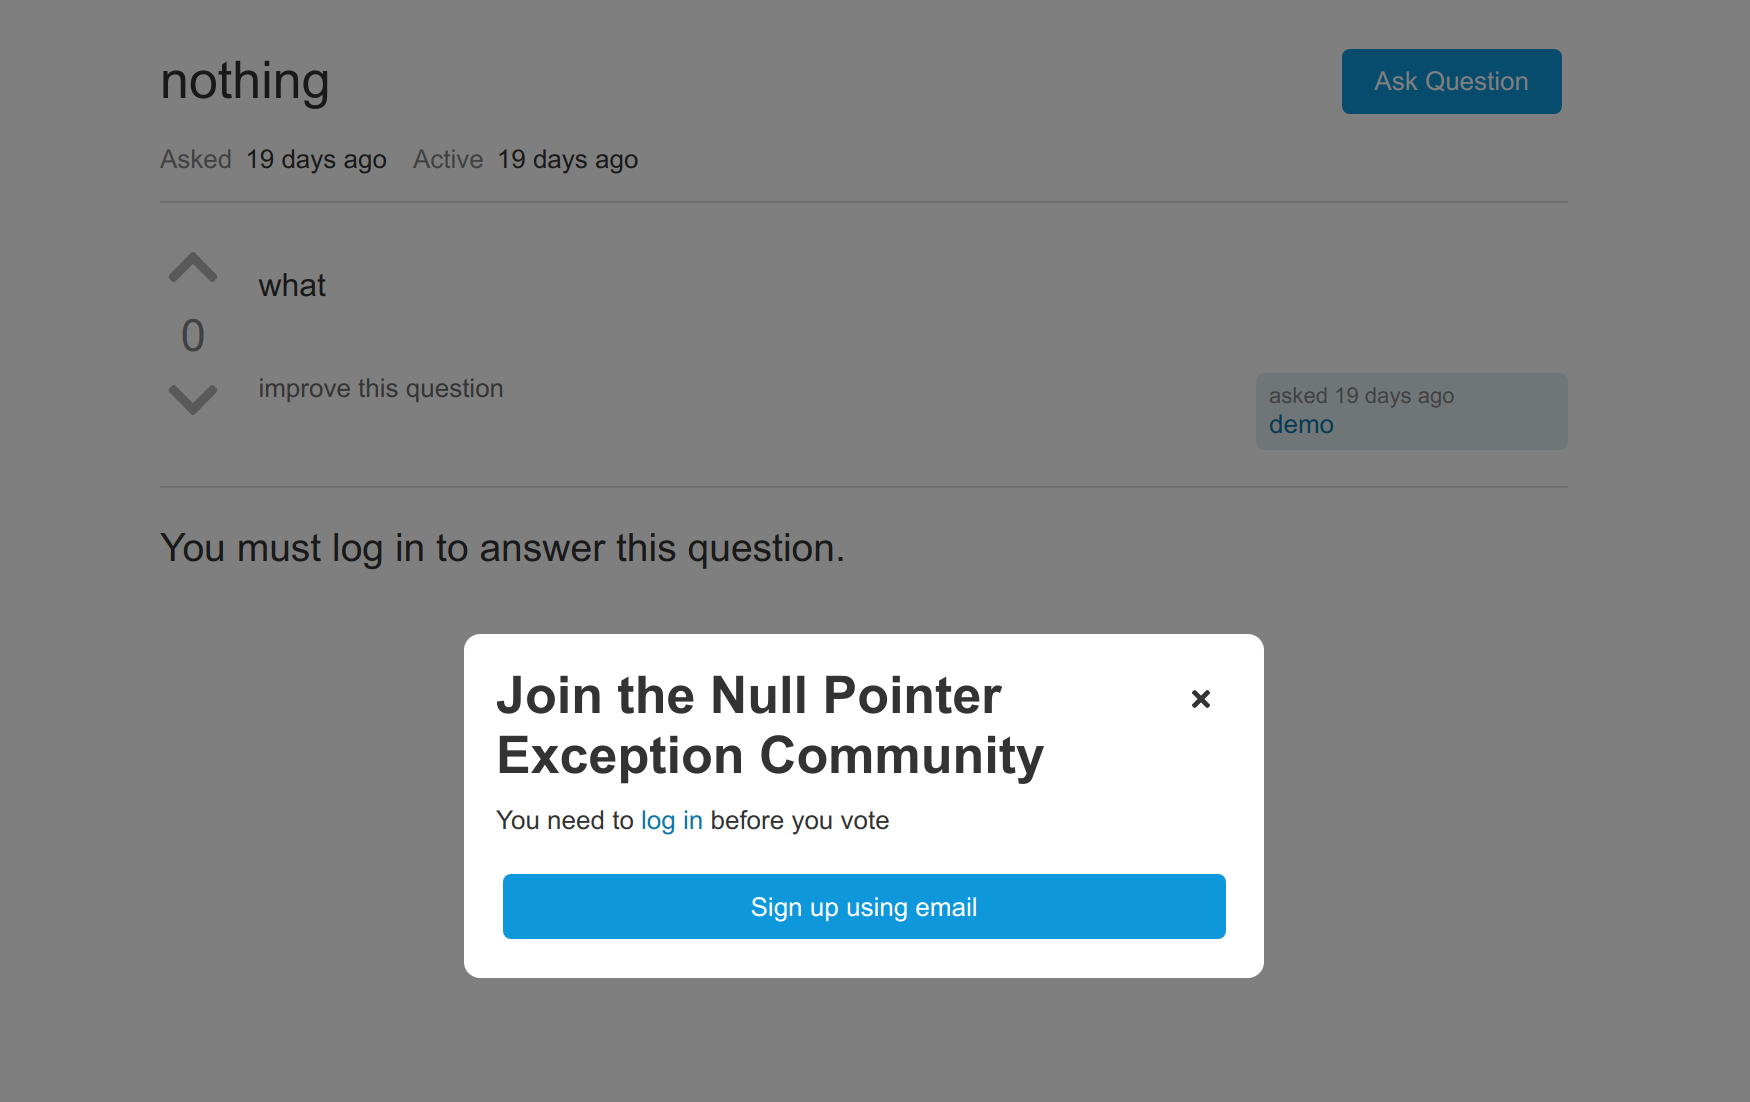 nothing
Ask Question
Asked 19 days ago Active 19 days ago
what
0
improve this question
asked 19 days ago
demo
You must log in to answer this question.
Join the Null Pointer
Exception Community
You need to log in before you vote
Sign up using email